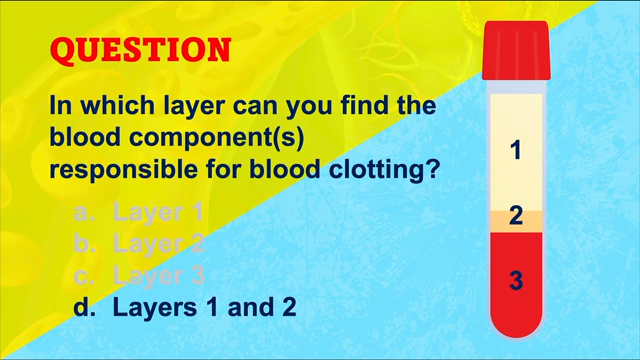 QUESTION
In which layer can you find the
blood component(s)
responsible for blood clotting?
a. Layer 1
b. Layer 2
c. Layer 3
d. Layers 1 and 2
1
2
3